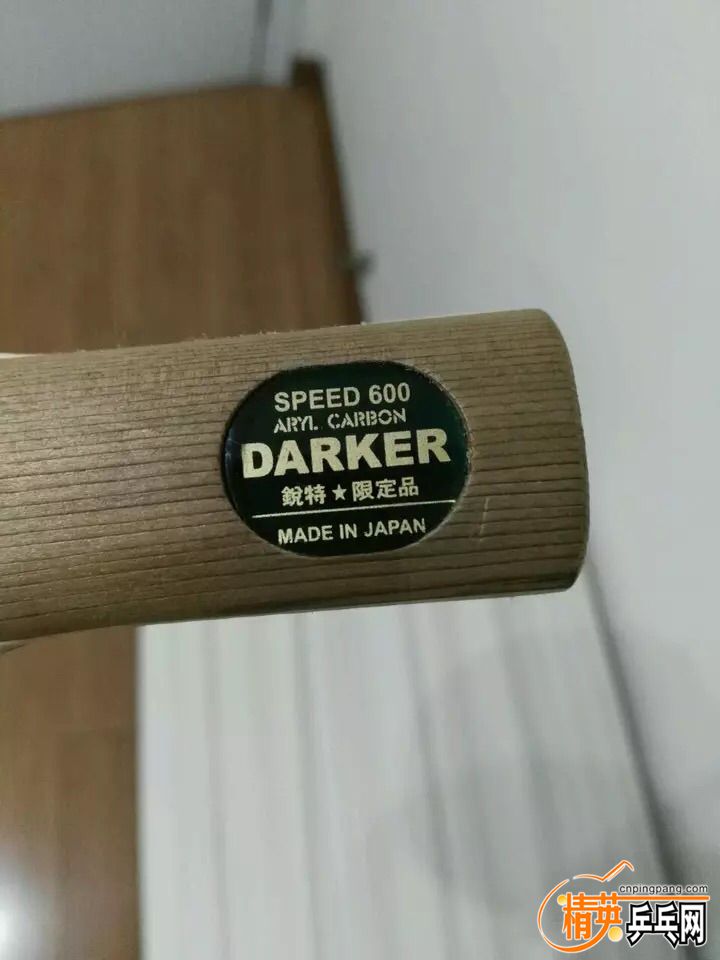 SPEED 600
ARYL CARBON
DARKER
銳特★限定品
MADE IN JAPAN
cnpingpang.com
精英乒乓网